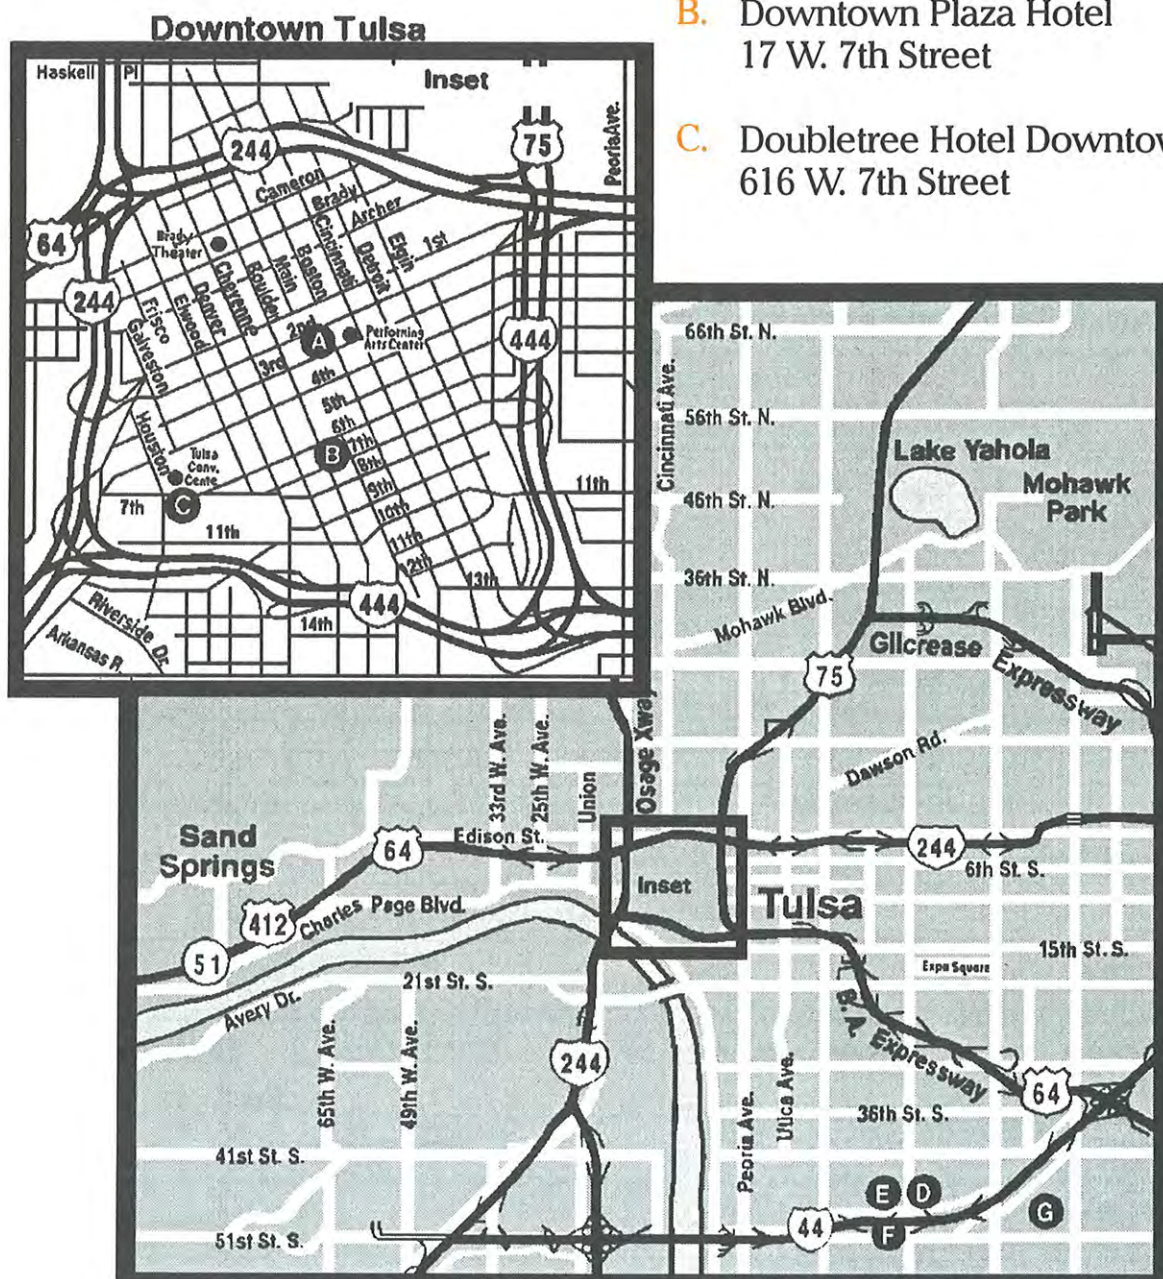 B. Downtown Plaza Hotel
17 W. 7th Street
C. Doubletree Hotel Downtow
616 W. 7th Street
Downtown Tulsa
Inset
Haskell Pl
244
75
Peoria Ave.
Cameron
Brady
Archer
64
Brady
Theater
Cincinnati
Elgin
1st
Detroit
Boston
Main
Boulder
Cheyenne
Denver
Elwood
Frisco
Galveston
244
2nd
A
Performing
Arts Center
444
3rd
4th
5th
6th
7th
B
8th
Houston
Tulsa
Conv.
Cente
9th
11th
7th
C
10th
11th
11th
12th
13th
444
14th
Riverside Dr.
Arkansas R.
66th St. N.
Cincinnati Ave.
56th St. N.
Lake Yahola
Mohawk
Park
46th St. N.
36th St. N.
Mohawk Blvd.
Gilcrease
Expressway
75
Osage Xwa
33rd W. Ave.
25th W. Ave.
Union
Dawson Rd.
Sand
Springs
64
Edison St.
244
6th St. S.
Inset
Tulsa
412
Charles Page Blvd.
51
15th St. S.
Expo Square
21st St. S.
Avery Dr.
B. A. Expressway
65th W. Ave.
49th W. Ave.
244
64
Peoria Ave.
Utica Ave.
36th St. S.
41st St. S.
E
D
G
51st St. S.
44
F